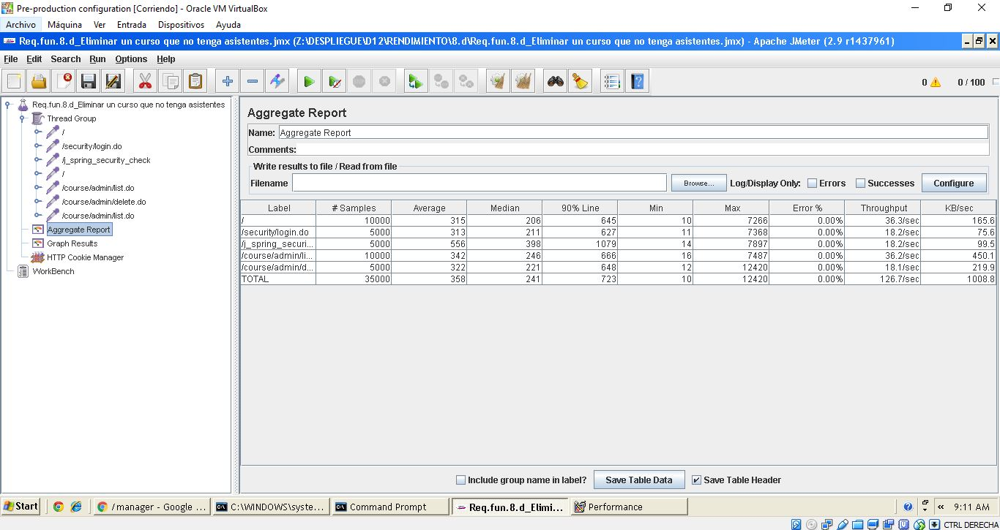 Pre-production configuration [Corriendo] - Oracle VM VirtualBox
Archivo Máquina Ver Entrada Dispositivos Ayuda
Req.fun.8.d_Eliminar un curso que no tenga asistentes.jmx (Z:\DESPLIEGUE\D12\RENDIMIENTO\8.d\Req.fun.8.d_Eliminar un curso que no tenga asistentes.jmx) - Apache JMeter (2.9 r1437961)
File Edit Search Run Options Help
0 0 / 100
Req.fun.8.d_Eliminar un curso que no tenga asistentes
Thread Group
/
/security/login.do
/j_spring_security_check
/
/course/admin/list.do
/course/admin/delete.do
/course/admin/list.do
Aggregate Report
Graph Results
HTTP Cookie Manager
WorkBench
Aggregate Report
Name: Aggregate Report
Comments:
Write results to file / Read from file
Filename Browse... Log/Display Only: Errors Successes Configure
Label # Samples Average Median 90% Line Min Max Error % Throughput KB/sec
/ 10000 315 206 645 10 7266 0.00% 36.3/sec 165.6
/security/login.do 5000 313 211 627 11 7368 0.00% 18.2/sec 75.6
/j_spring_securi... 5000 556 398 1079 14 7897 0.00% 18.2/sec 99.5
/course/admin/li... 10000 342 246 666 16 7487 0.00% 36.2/sec 450.1
/course/admin/d... 5000 322 221 648 12 12420 0.00% 18.1/sec 219.9
TOTAL 35000 358 241 723 10 12420 0.00% 126.7/sec 1008.8
Include group name in label? Save Table Data Save Table Header
Start /manager - Google ... C:\WINDOWS\syste... Command Prompt Req.fun.8.d_Elimi... Performance « 9:11 AM
CTRL DERECHA